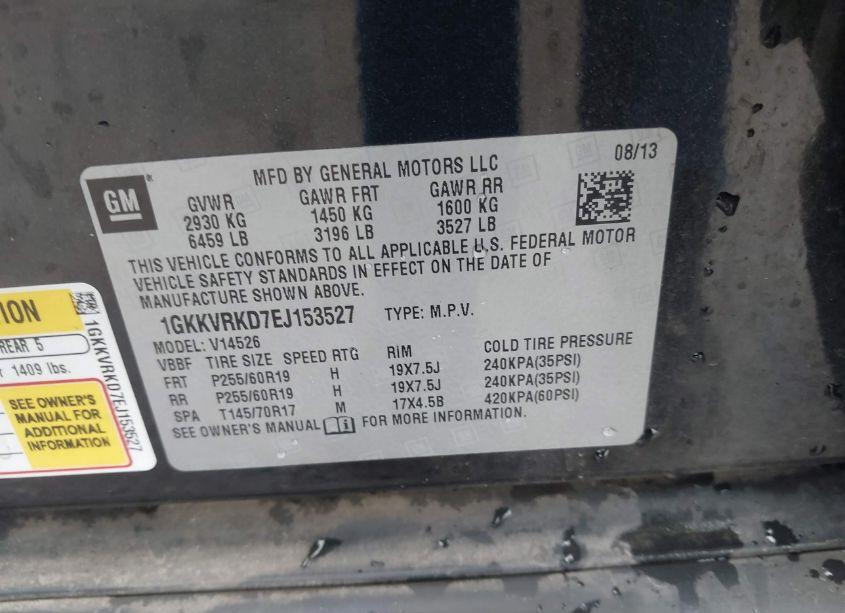 GM
MFD BY GENERAL MOTORS LLC
08/13
GVWR GAWR FRT GAWR RR
2930 KG 1450 KG 1600 KG
6459 LB 3196 LB 3527 LB
THIS VEHICLE CONFORMS TO ALL APPLICABLE U.S. FEDERAL MOTOR
VEHICLE SAFETY STANDARDS IN EFFECT ON THE DATE OF
MANUFACTURE SHOWN ABOVE.
1GKKVRKD7EJ153527 TYPE: M.P.V.
MODEL: V14526
VBBF TIRE SIZE SPEED RTG RIM COLD TIRE PRESSURE
FRT P255/60R19 H 19X7.5J 240KPA(35PSI)
RR P255/60R19 H 19X7.5J 240KPA(35PSI)
SPA T145/70R17 M 17X4.5B 420KPA(60PSI)
SEE OWNER'S MANUAL FOR MORE INFORMATION.
REAR 5
1409 lbs.
SEE OWNER'S
MANUAL FOR
ADDITIONAL
INFORMATION
1GKKVRKD7EJ153527